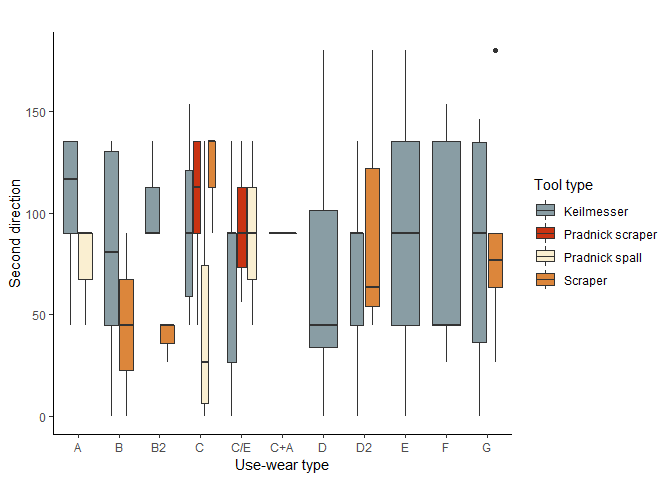 150
100
50
0
Second direction
A B B2 C C/E C+A D D2 E F G
Use-wear type
Tool type
Keilmesser
Pradnick scraper
Pradnick spall
Scraper